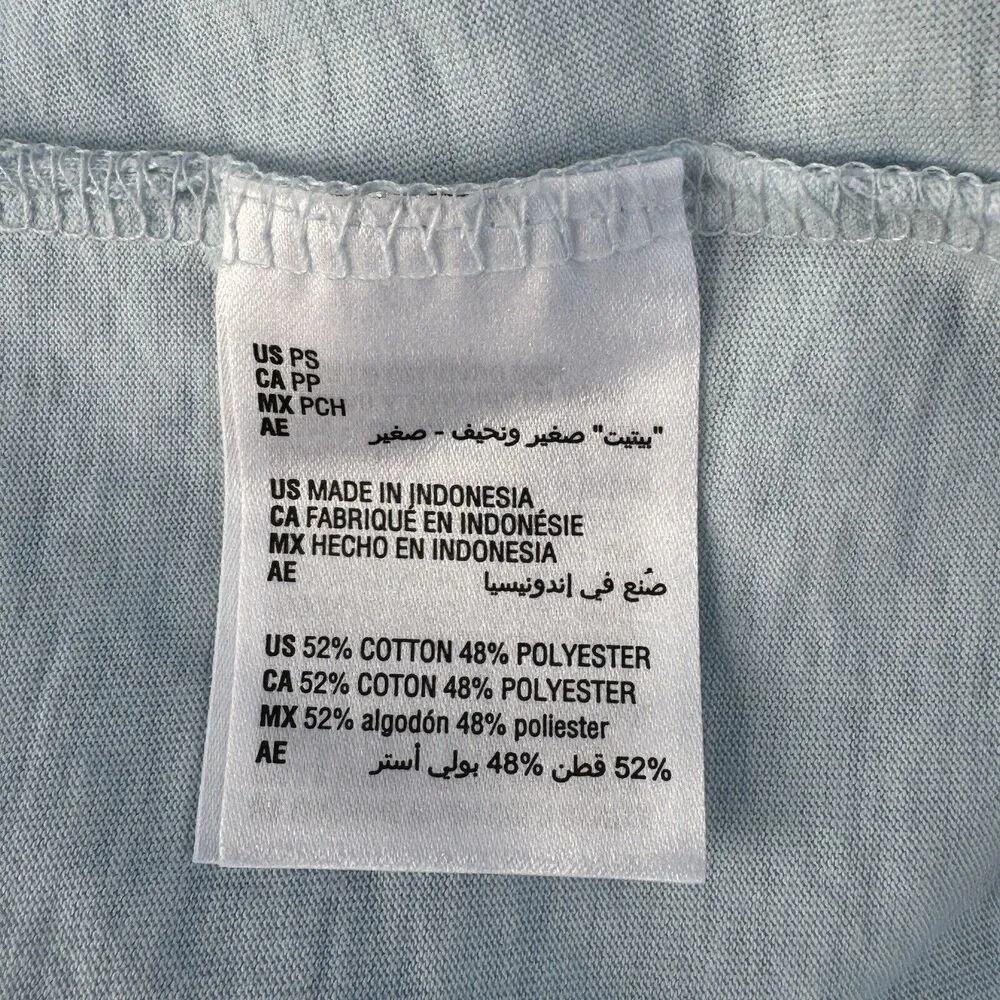 US PS
CA PP
MX PCH
AE "بيتيت" صغير ونحيف - صغير
US MADE IN INDONESIA
CA FABRIQUÉ EN INDONÉSIE
MX HECHO EN INDONESIA
AE صُنع في إندونيسيا
US 52% COTTON 48% POLYESTER
CA 52% COTON 48% POLYESTER
MX 52% algodón 48% poliester
AE 52% قطن 48% بولي أستر